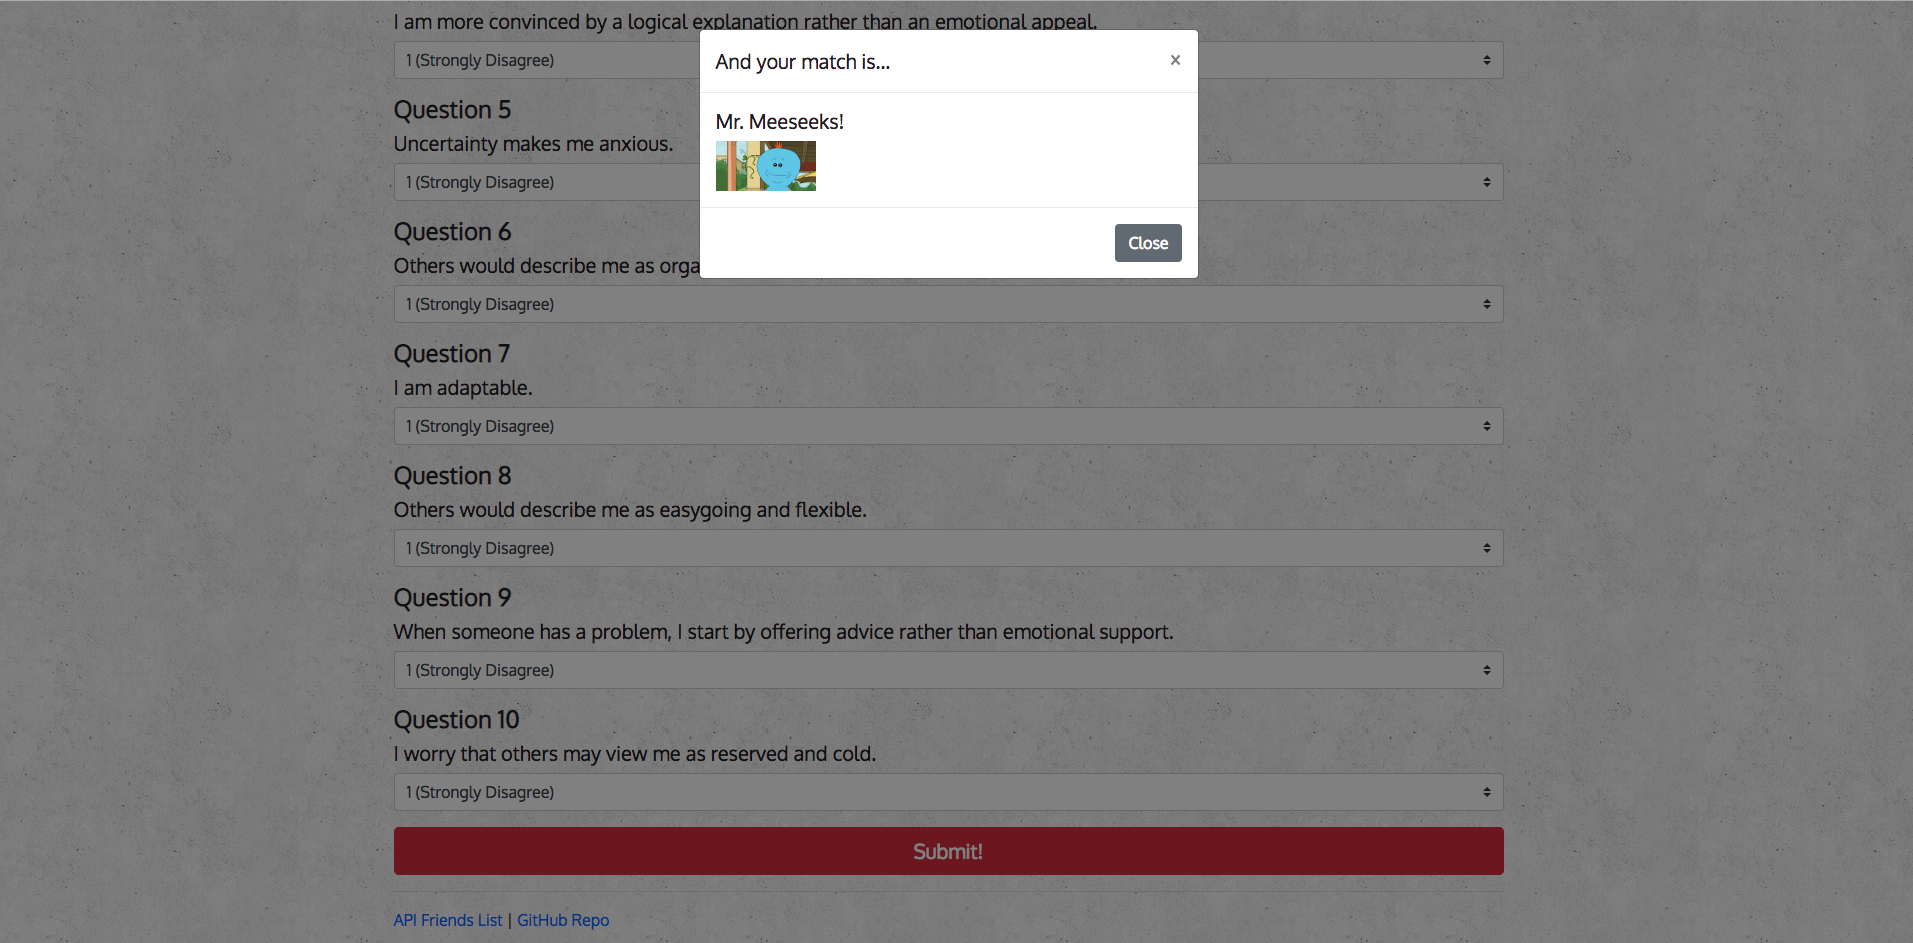 I am more convinced by a logical explanation rather than an emotional appeal.
1 (Strongly Disagree)
And your match is...
×
Mr. Meeseeks!
Close
Question 5
Uncertainty makes me anxious.
1 (Strongly Disagree)
Question 6
Others would describe me as
1 (Strongly Disagree)
Question 7
I am adaptable.
1 (Strongly Disagree)
Question 8
Others would describe me as easygoing and flexible.
1 (Strongly Disagree)
Question 9
When someone has a problem, I start by offering advice rather than emotional support.
1 (Strongly Disagree)
Question 10
I worry that others may view me as reserved and cold.
1 (Strongly Disagree)
Submit!
API Friends List | GitHub Repo